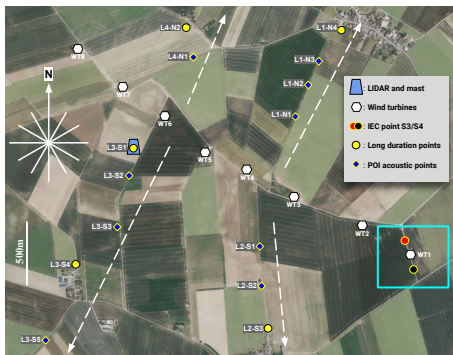 L4-N2
L1-N4
WT8
L4-N1
L1-N3
N
WT7
L1-N2
LIDAR and mast
: Wind turbines
: IEC point S3/S4
: Long duration points
: POI acoustic points
WT6
L1-N1
L3-S1
WT5
L3-S2
WT4
WT3
L3-S3
WT2
L2-S1
WT1
500m
L3-S4
L2-S2
L2-S3
L3-S5